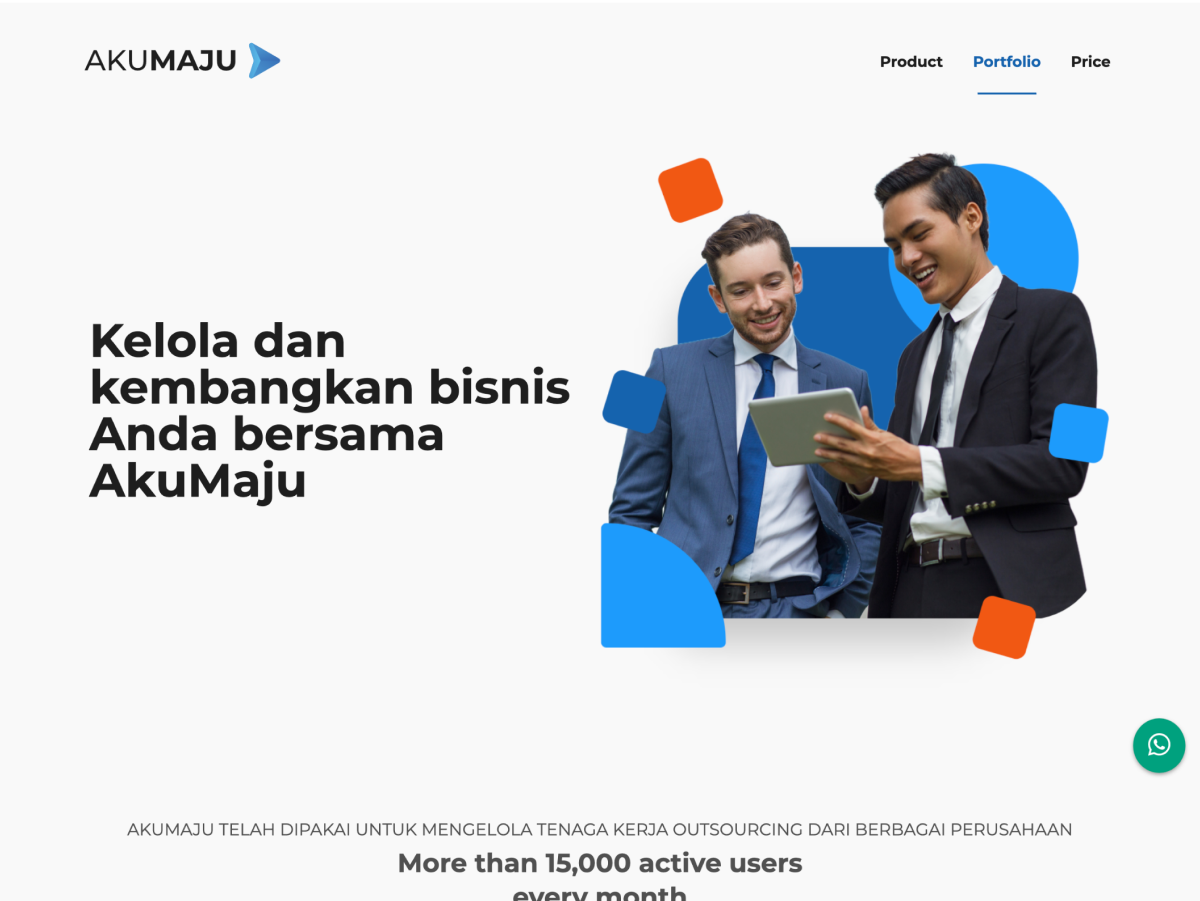 AKUMAJU
Product
Portfolio
Price
Kelola dan
kembangkan bisnis
Anda bersama
AkuMaju
AKUMAJU TELAH DIPAKAI UNTUK MENGELOLA TENAGA KERJA OUTSOURCING DARI BERBAGAI PERUSAHAAN
More than 15,000 active users
every month